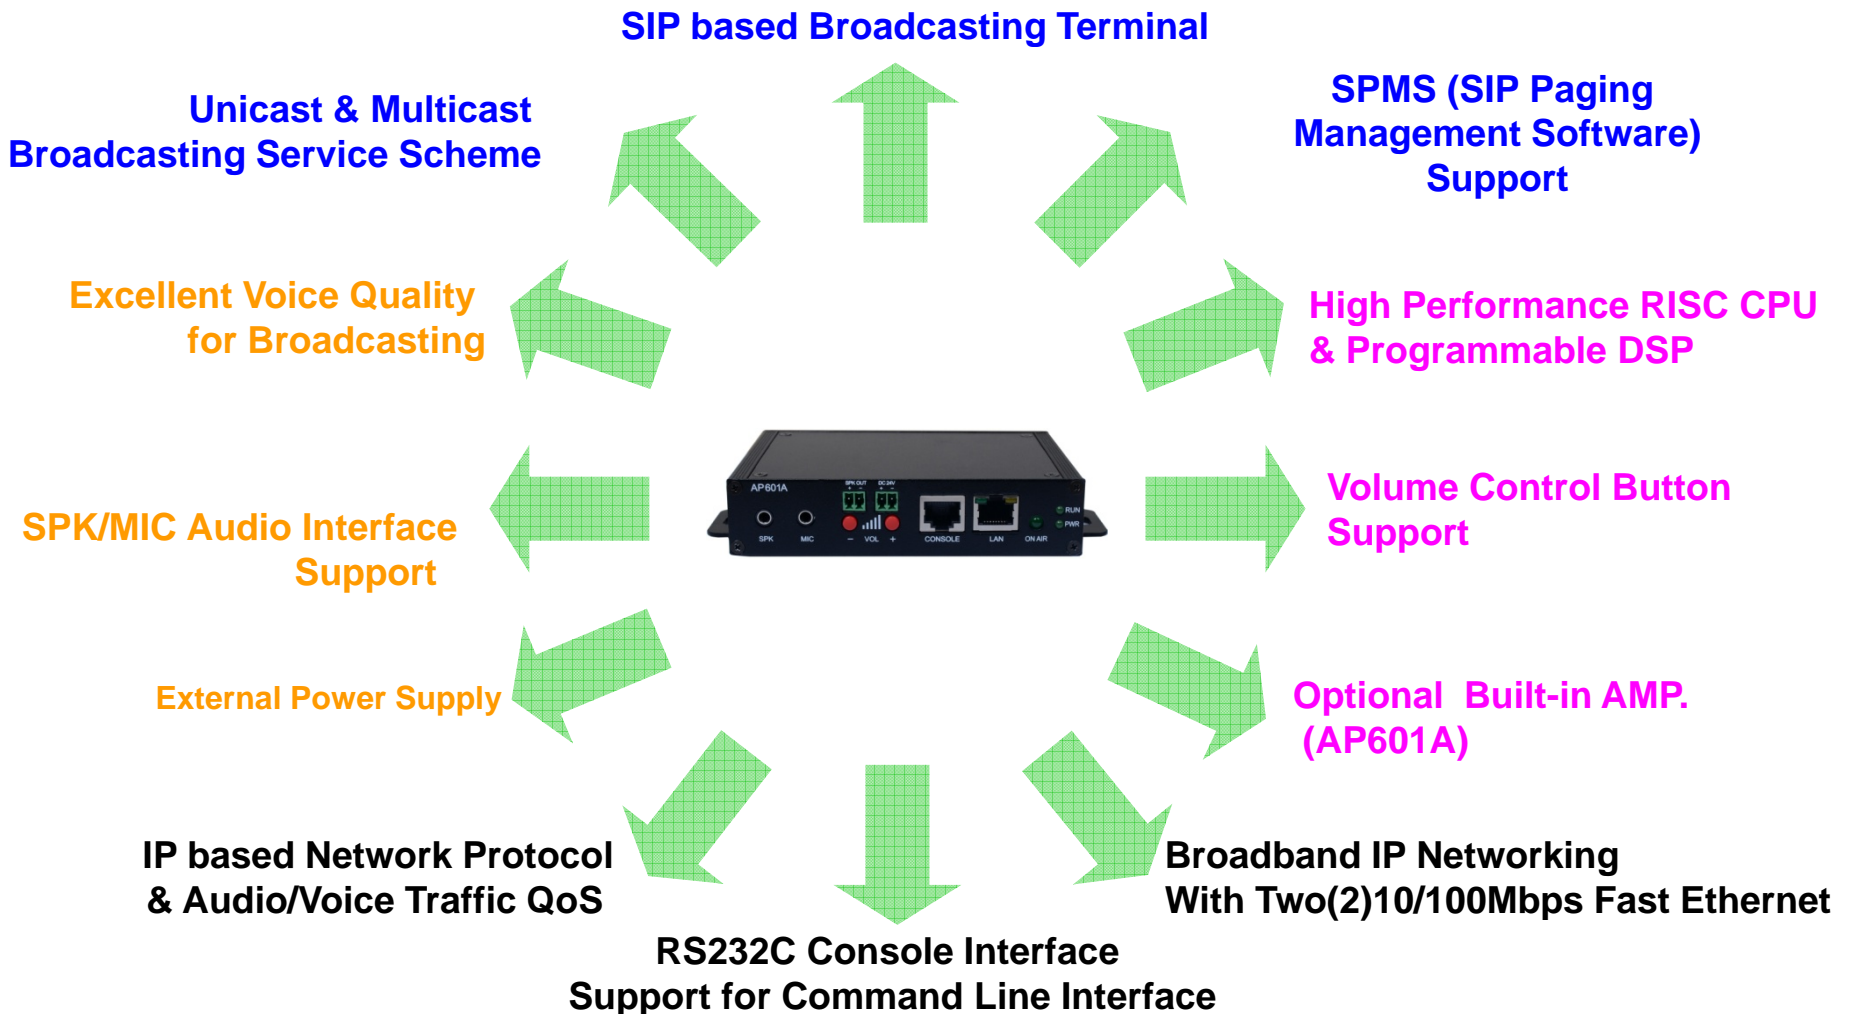 SIP based Broadcasting Terminal
Unicast & Multicast
Broadcasting Service Scheme
SPMS (SIP Paging
Management Software)
Support
Excellent Voice Quality
for Broadcasting
High Performance RISC CPU
& Programmable DSP
SPK/MIC Audio Interface
Support
AP601A
SPK OUT DC 24V
+ − + −
RUN
PWR
SPK MIC − VOL + CONSOLE LAN ON AIR
Volume Control Button
Support
External Power Supply
Optional Built-in AMP.
(AP601A)
IP based Network Protocol
& Audio/Voice Traffic QoS
Broadband IP Networking
With Two(2)10/100Mbps Fast Ethernet
RS232C Console Interface
Support for Command Line Interface